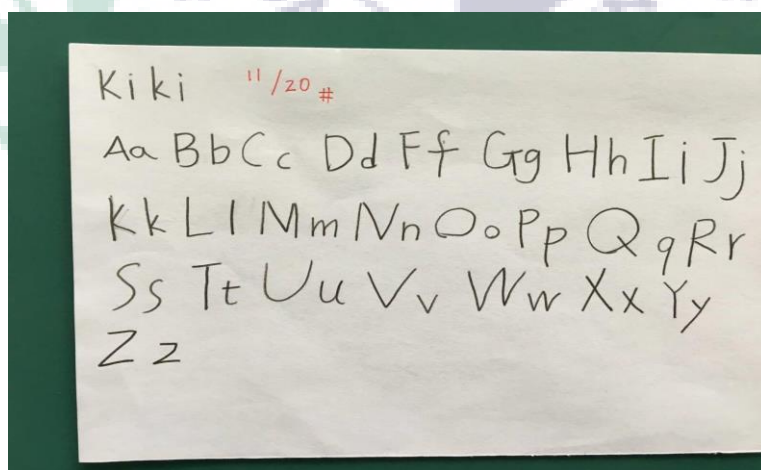 Kiki 11/20 #
Aa Bb Cc Dd Ff Gg Hh Ii Jj
Kk Ll Mm Nn Oo Pp Qq Rr
Ss Tt Uu Vv Ww Xx Yy
Zz